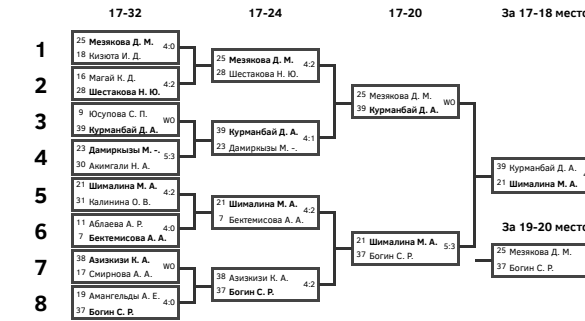 17-32 17-24 17-20 За 17-18 место
1
25 Мезякова Д. М.
18 Кизюта И. Д.
4:0
2
16 Магай К. Д.
28 Шестакова Н. Ю.
4:2
3
9 Юсупова С. П.
39 Курманбай Д. А.
WO
4
23 Дамиркызы М. -.
30 Акимгали Н. А.
5:3
5
21 Шималина М. А.
31 Калинина О. В.
4:2
6
11 Аблаева А. Р.
7 Бектемисова А. А.
4:0
7
38 Азизкизи К. А.
17 Смирнова А. А.
WO
8
19 Амангельды А. Е.
37 Богин С. Р.
4:0
25 Мезякова Д. М.
28 Шестакова Н. Ю.
4:2
39 Курманбай Д. А.
23 Дамиркызы М. -.
4:1
21 Шималина М. А.
7 Бектемисова А. А.
4:2
38 Азизкизи К. А.
37 Богин С. Р.
4:2
25 Мезякова Д. М.
39 Курманбай Д. А.
WO
21 Шималина М. А.
37 Богин С. Р.
5:3
39 Курманбай Д. А.
21 Шималина М. А.
За 19-20 место
25 Мезякова Д. М.
37 Богин С. Р.